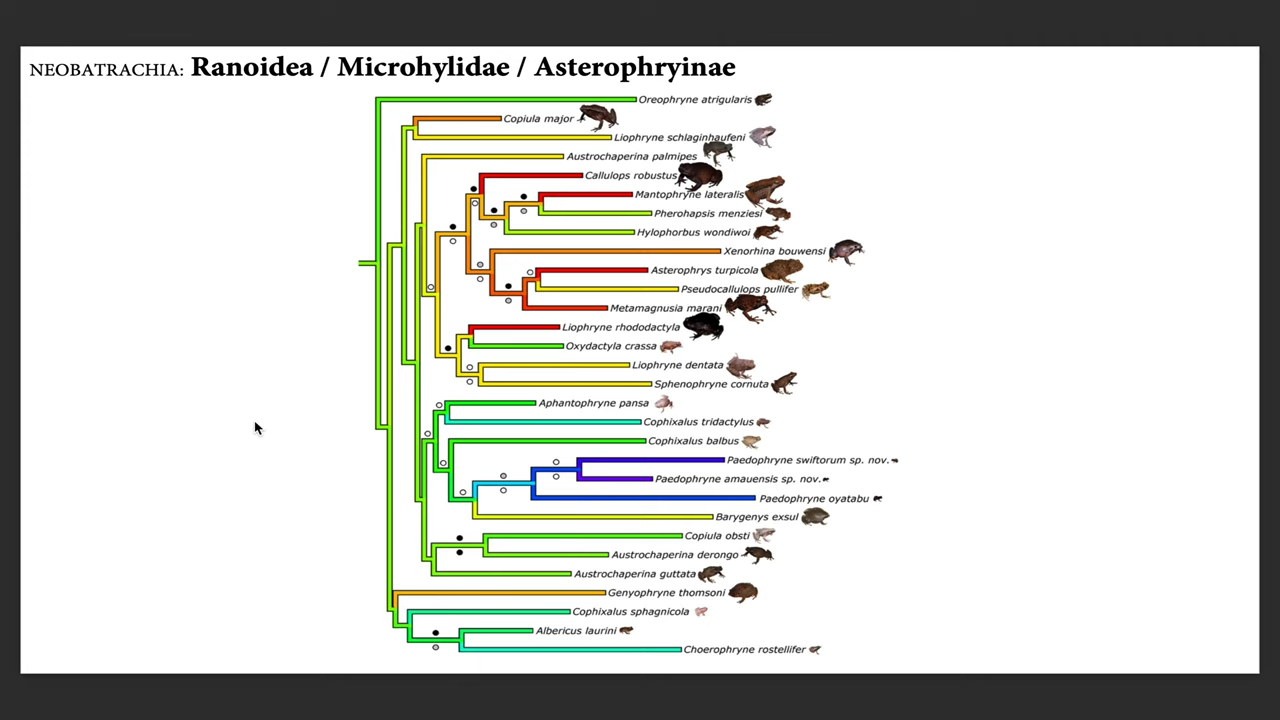 NEOBATRACHIA: Ranoidea / Microhylidae / Asterophryinae
Oreophryne atrigularis
Copiula major
Liophryne schlaginhaufeni
Austrochaperina palmipes
Callulops robustus
Mantophryne lateralis
Pherohapsis menziesi
Hylophorbus wondiwoi
Xenorhina bouwensi
Asterophrys turpicola
Pseudocallulops pullifer
Metamagnusia marani
Liophryne rhododactyla
Oxydactyla crassa
Liophryne dentata
Sphenophryne cornuta
Aphantophryne pansa
Cophixalus tridactylus
Cophixalus balbus
Paedophryne swiftorum sp. nov.
Paedophryne amauensis sp. nov.
Paedophryne oyatabu
Barygenys exsul
Copiula obsti
Austrochaperina derongo
Austrochaperina guttata
Genyophryne thomsoni
Cophixalus sphagnicola
Albericus laurini
Choerophryne rostellifer